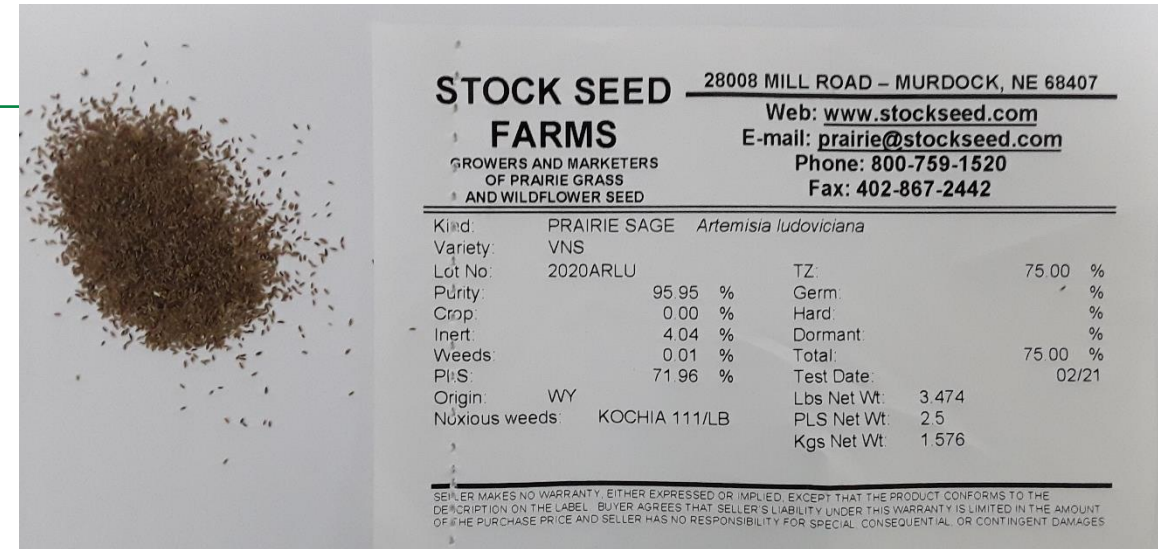 STOCK SEED
FARMS
GROWERS AND MARKETERS
OF PRAIRIE GRASS
AND WILDFLOWER SEED
28008 MILL ROAD – MURDOCK, NE 68407
Web: www.stockseed.com
E-mail: prairie@stockseed.com
Phone: 800-759-1520
Fax: 402-867-2442
Kind: PRAIRIE SAGE Artemisia ludoviciana
Variety: VNS
Lot No: 2020ARLU TZ: 75.00 %
Purity: 95.95 % Germ: %
Crop: 0.00 % Hard: %
Inert: 4.04 % Dormant: %
Weeds: 0.01 % Total: 75.00 %
PLS: 71.96 % Test Date: 02/21
Origin: WY Lbs Net Wt: 3.474
Noxious weeds: KOCHIA 111/LB PLS Net Wt: 2.5
Kgs Net Wt: 1.576
SELLER MAKES NO WARRANTY, EITHER EXPRESSED OR IMPLIED, EXCEPT THAT THE PRODUCT CONFORMS TO THE
DESCRIPTION ON THE LABEL. BUYER AGREES THAT SELLER'S LIABILITY UNDER THIS WARRANTY IS LIMITED IN THE AMOUNT
OF THE PURCHASE PRICE AND SELLER HAS NO RESPONSIBILITY FOR SPECIAL, CONSEQUENTIAL, OR CONTINGENT DAMAGES